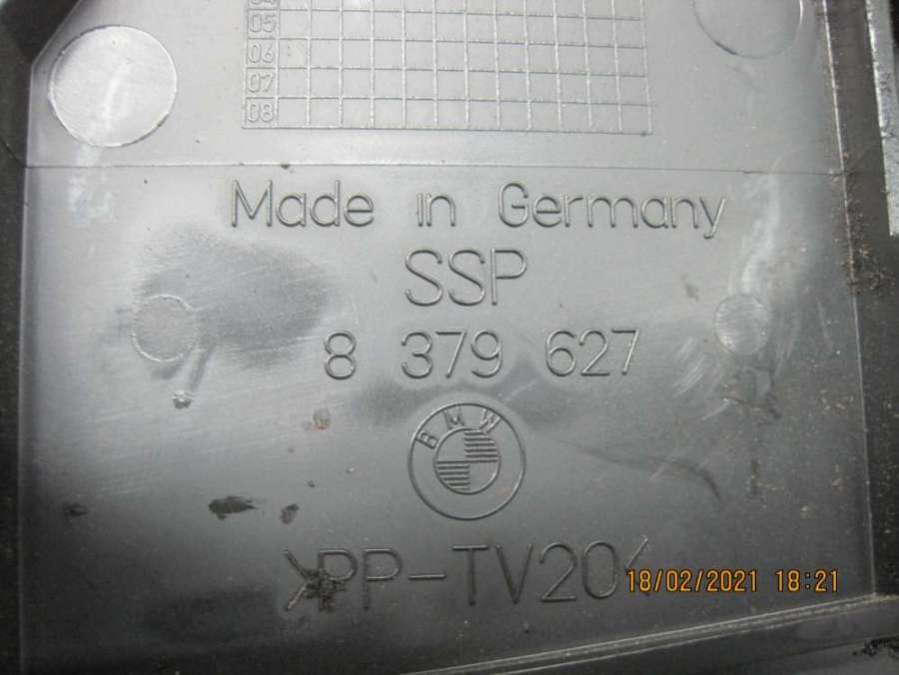 05
06
07
08
Made in Germany
SSP
8 379 627
BMW
>PP-TV20<
18/02/2021 18:21